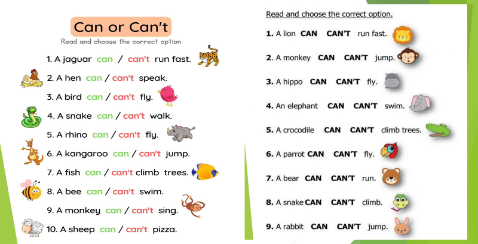 Can or Can't
Read and choose the correct option
1. A jaguar can / can't run fast.
2. A hen can / can't speak.
3. A bird can / can't fly.
4. A snake can / can't walk.
5. A rhino can / can't fly.
6. A kangaroo can / can't jump.
7. A fish can / can't climb trees.
8. A bee can / can't swim.
9. A monkey can / can't sing.
10. A sheep can / can't pizza.
Read and choose the correct option.
1. A lion CAN CAN'T run fast.
2. A monkey CAN CAN'T jump.
3. A hippo CAN CAN'T fly.
4. An elephant CAN CAN'T swim.
5. A crocodile CAN CAN'T climb trees.
6. A parrot CAN CAN'T fly.
7. A bear CAN CAN'T run.
8. A snake CAN CAN'T climb.
9. A rabbit CAN CAN'T jump.